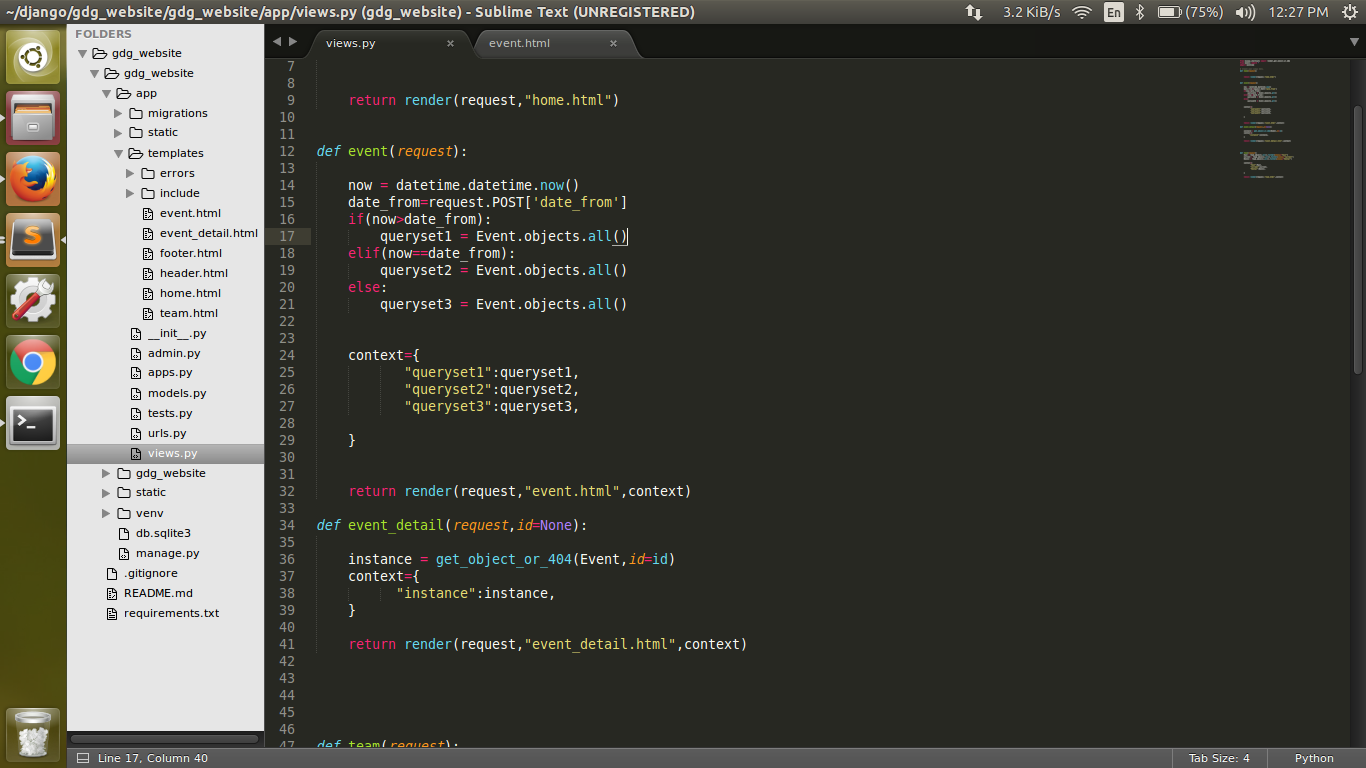 ~/django/gdg_website/gdg_website/app/views.py (gdg_website) - Sublime Text (UNREGISTERED)
3.2 KiB/s
En
(75%)
12:27 PM
FOLDERS
gdg_website
gdg_website
app
migrations
static
templates
errors
include
event.html
event_detail.html
footer.html
header.html
home.html
team.html
__init__.py
admin.py
apps.py
models.py
tests.py
urls.py
views.py
gdg_website
static
venv
db.sqlite3
manage.py
.gitignore
README.md
requirements.txt
views.py ×
event.html ×
7
8
9 return render(request,"home.html")
10
11
12 def event(request):
13
14 now = datetime.datetime.now()
15 date_from=request.POST['date_from']
16 if(now>date_from):
17 queryset1 = Event.objects.all()
18 elif(now==date_from):
19 queryset2 = Event.objects.all()
20 else:
21 queryset3 = Event.objects.all()
22
23
24 context={
25 "queryset1":queryset1,
26 "queryset2":queryset2,
27 "queryset3":queryset3,
28
29 }
30
31
32 return render(request,"event.html",context)
33
34 def event_detail(request,id=None):
35
36 instance = get_object_or_404(Event,id=id)
37 context={
38 "instance":instance,
39 }
40
41 return render(request,"event_detail.html",context)
42
43
44
45
46
47 def team(request):
Line 17, Column 40
Tab Size: 4
Python